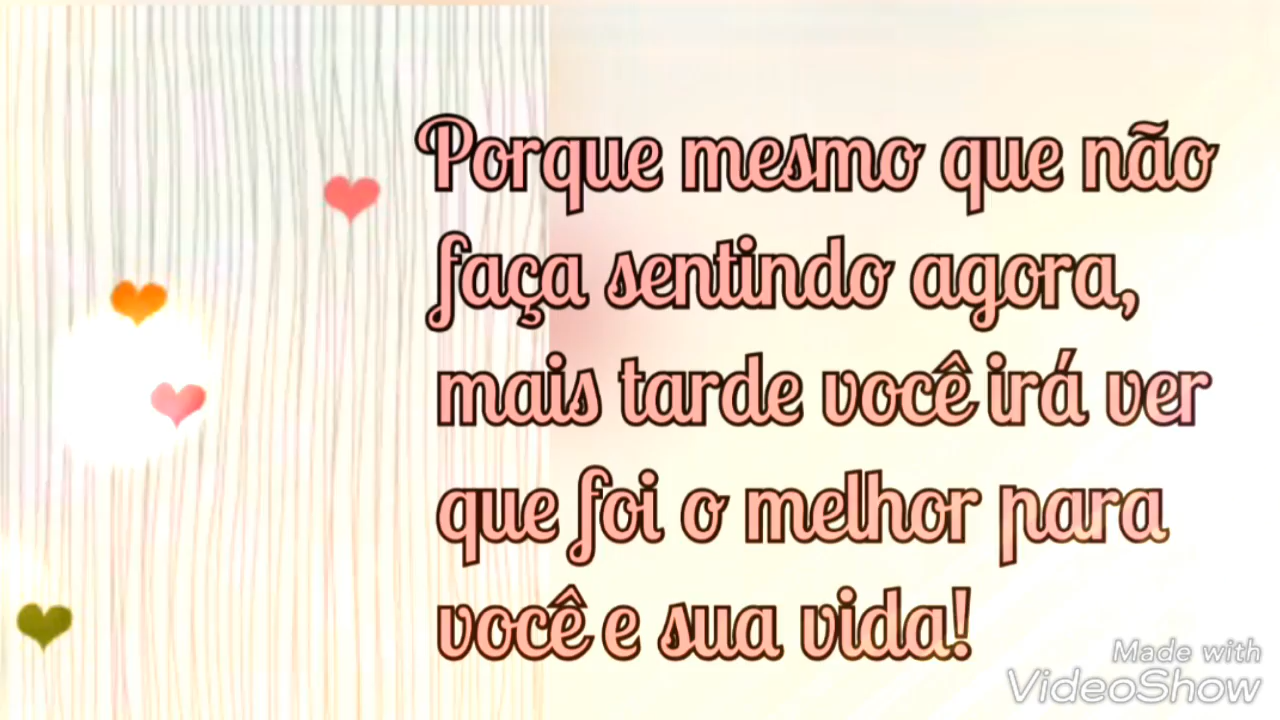 Porque mesmo que não
faça sentindo agora,
mais tarde você irá ver
que foi o melhor para
você e sua vida!
Made with
VideoShow